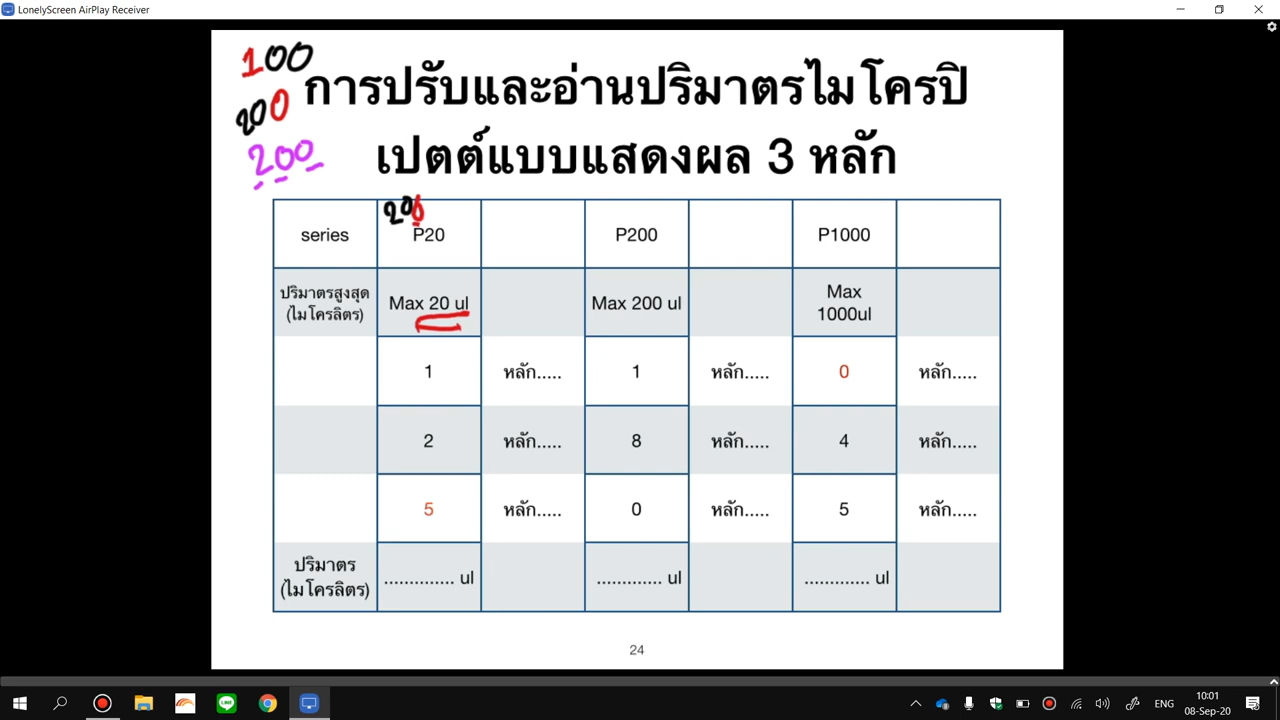 LonelyScreen AirPlay Receiver
100
การปรับและอ่านปริมาตรไมโครปิ
200
เปตต์แบบแสดงผล 3 หลัก
200
200
series P20 P200 P1000
ปริมาตรสูงสุด
(ไมโครลิตร)
Max 20 ul Max 200 ul Max
1000ul
1 หลัก..... 1 หลัก..... 0 หลัก.....
2 หลัก..... 8 หลัก..... 4 หลัก.....
5 หลัก..... 0 หลัก..... 5 หลัก.....
ปริมาตร
(ไมโครลิตร)
.............. ul ............. ul ............. ul
24
ENG
10:01
08-Sep-20